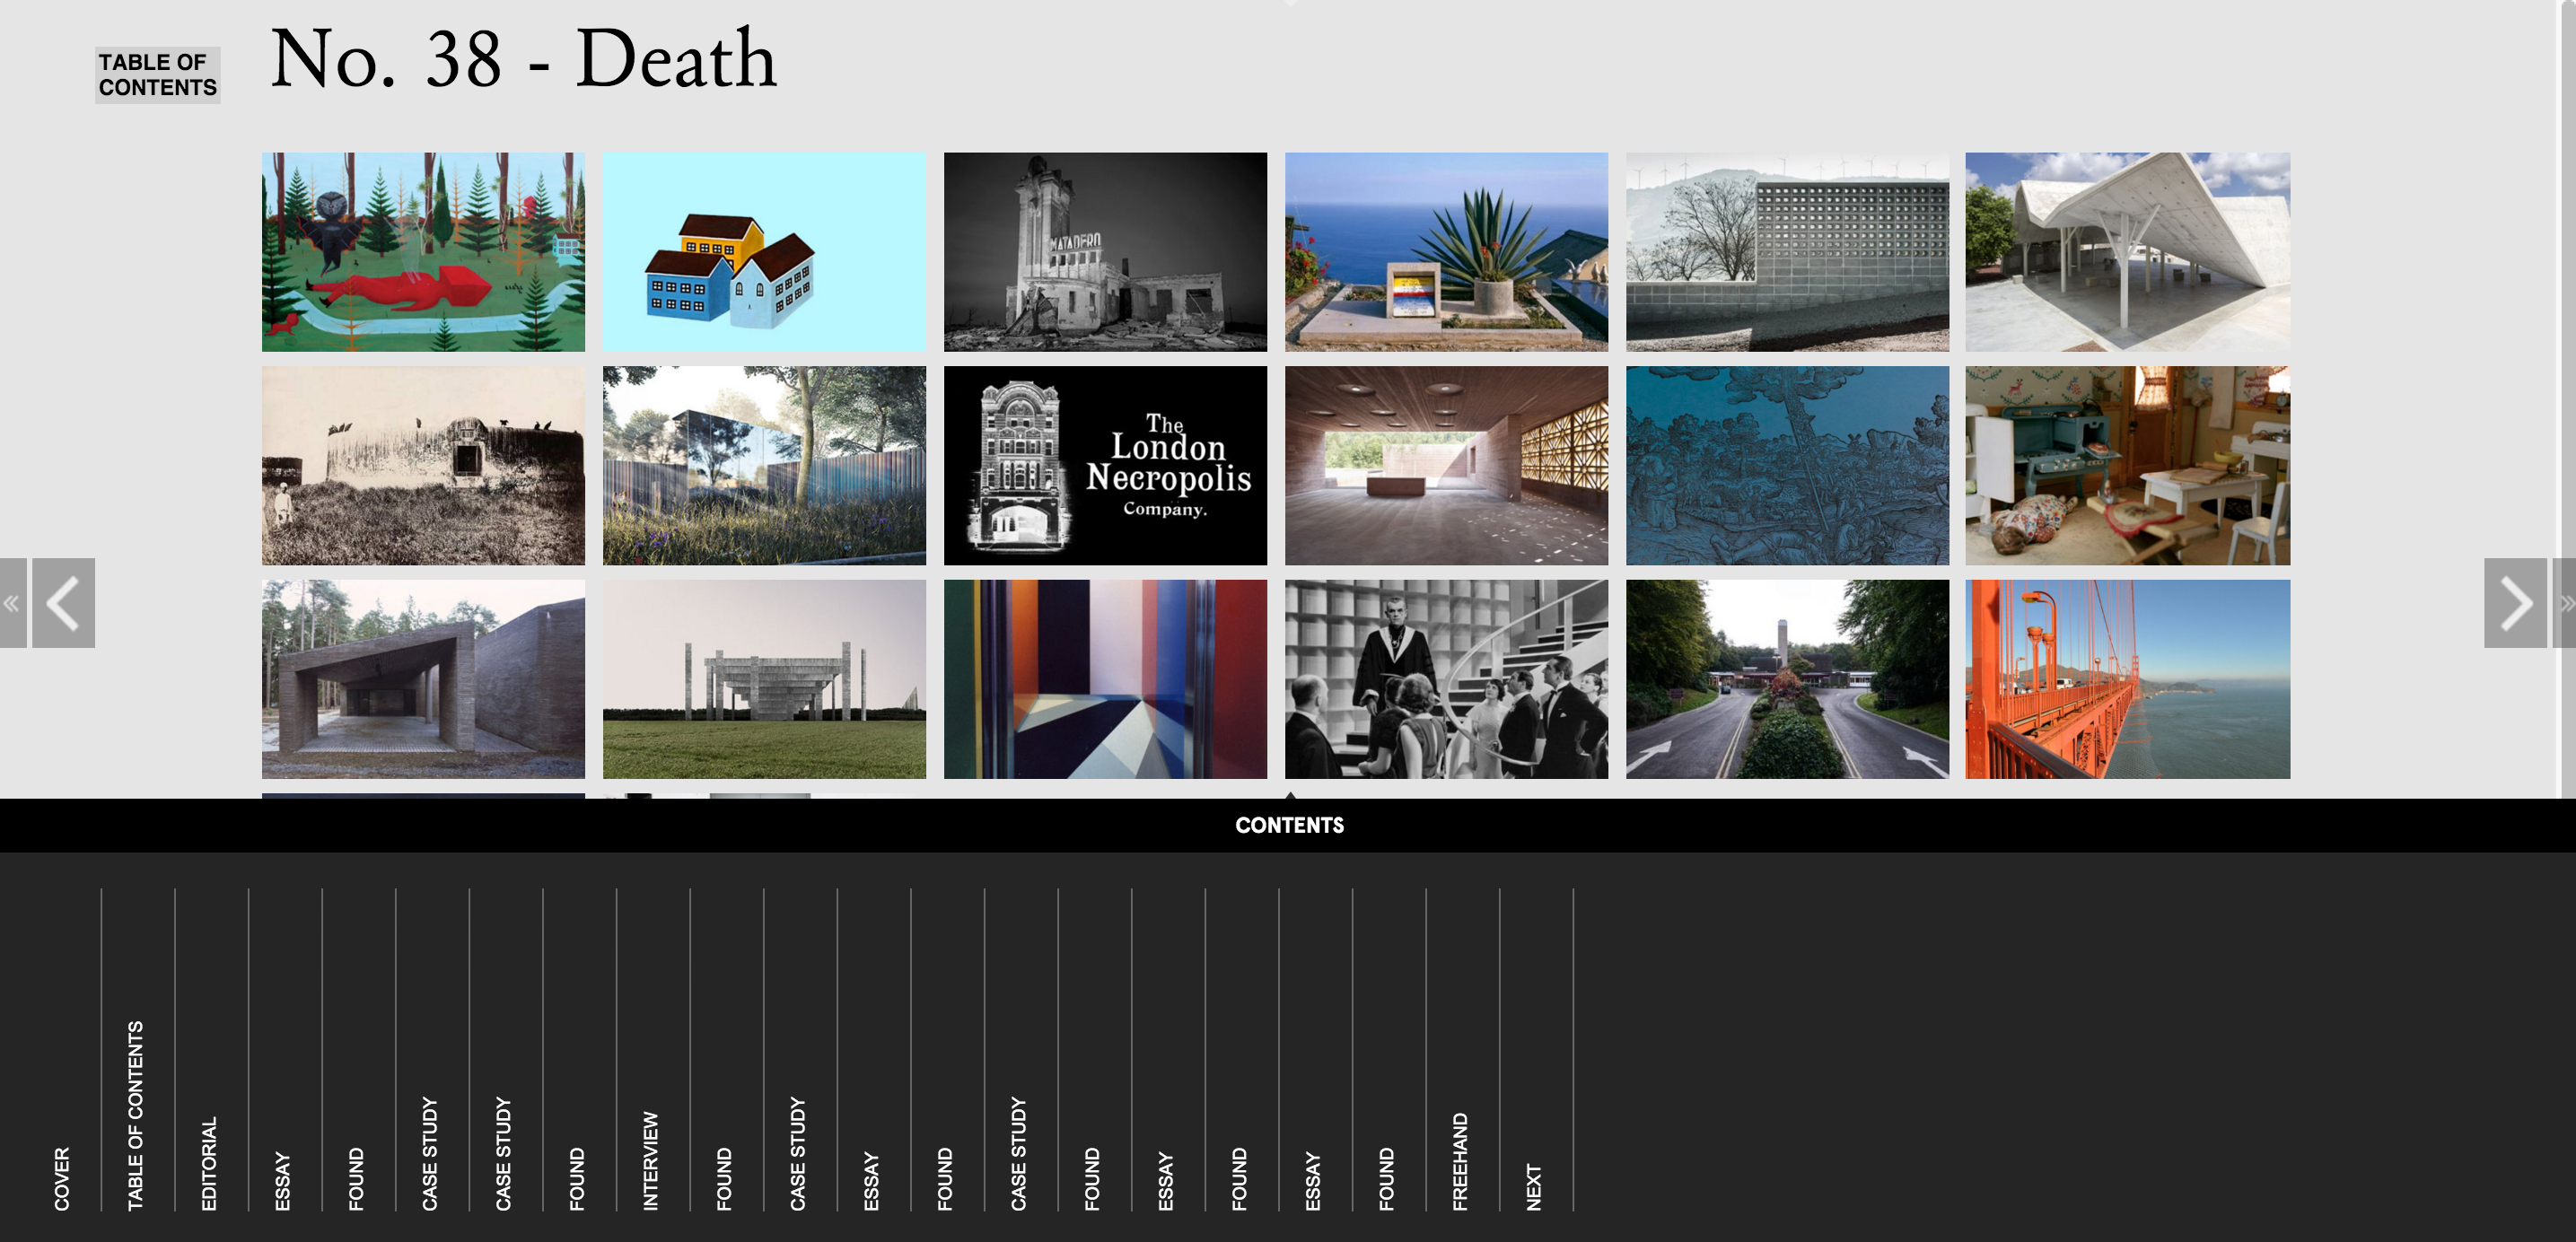 TABLE OF
CONTENTS
No. 38 - Death
MATADERO
The
London
Necropolis
Company.
CONTENTS
COVER
TABLE OF CONTENTS
EDITORIAL
ESSAY
FOUND
CASE STUDY
CASE STUDY
FOUND
INTERVIEW
FOUND
CASE STUDY
ESSAY
FOUND
CASE STUDY
FOUND
ESSAY
FOUND
ESSAY
FOUND
FREEHAND
NEXT